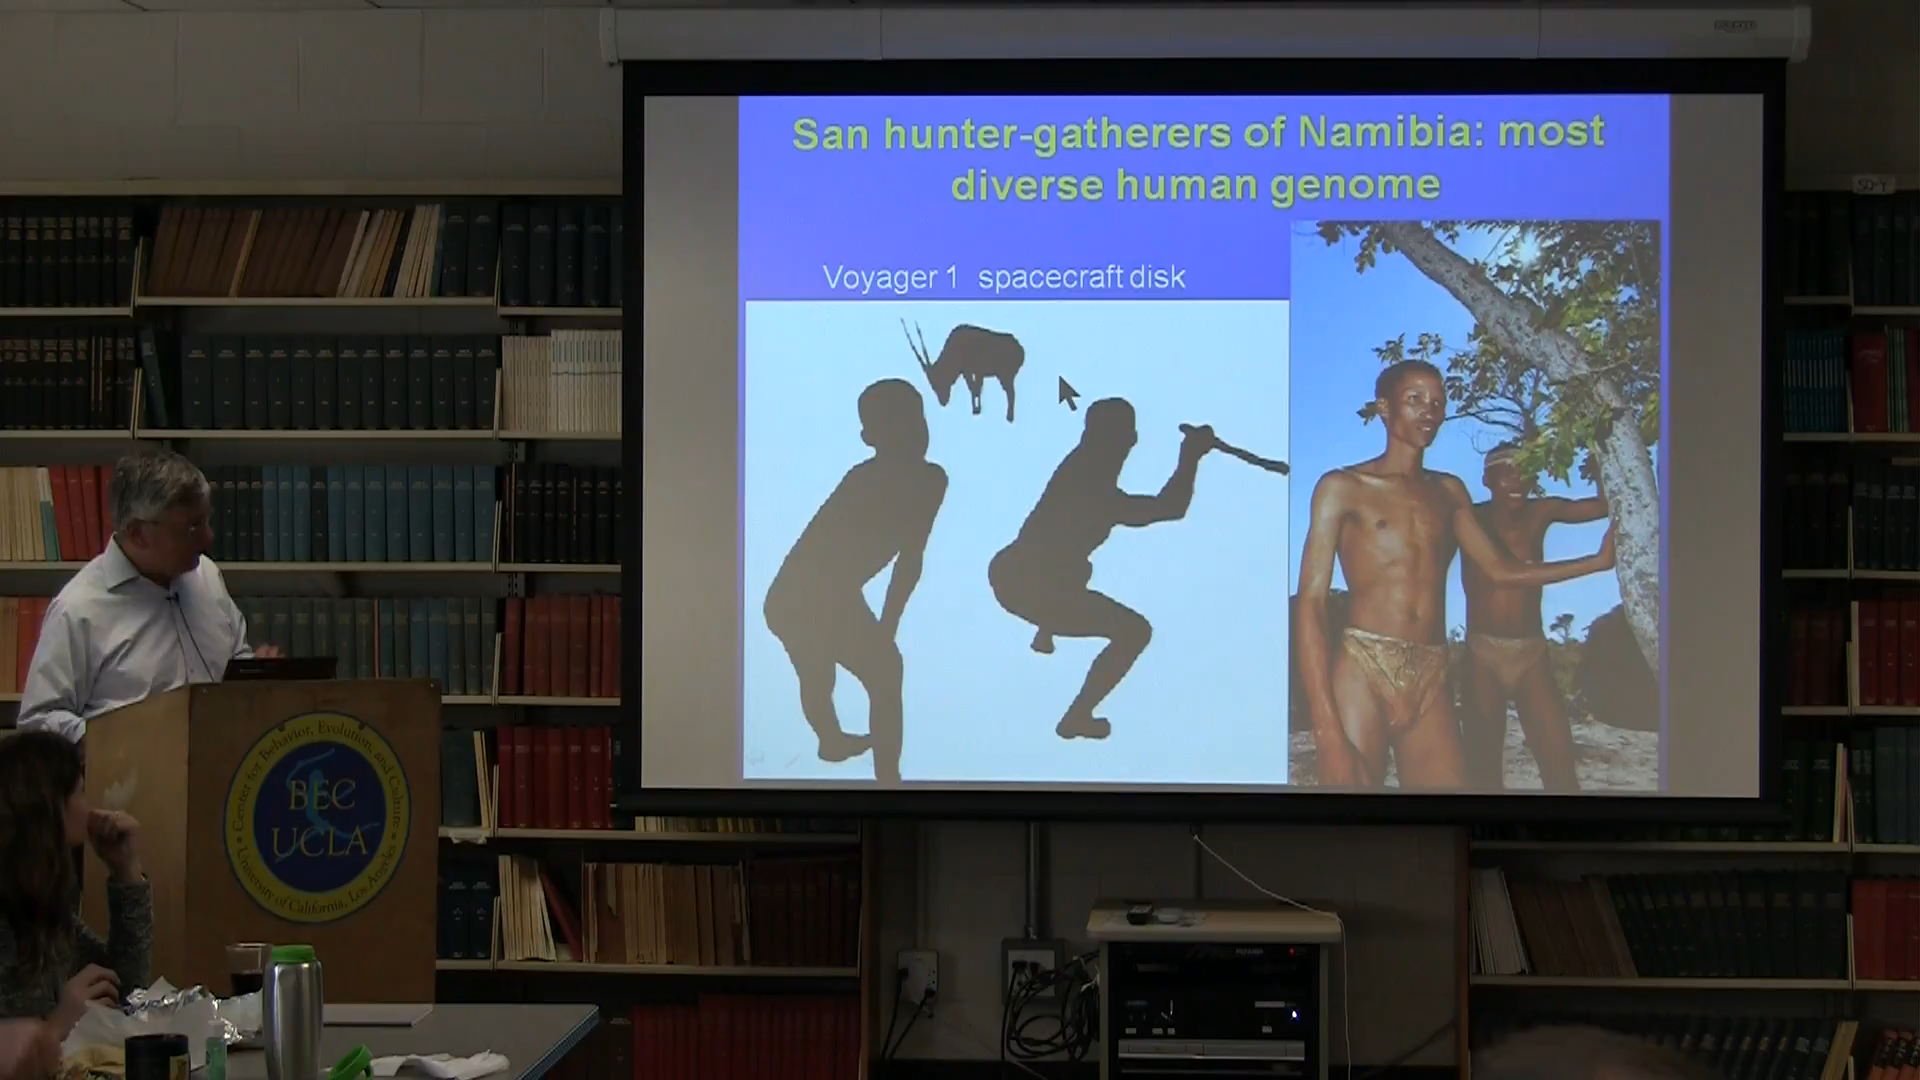 San hunter-gatherers of Namibia: most
diverse human genome
Voyager 1 spacecraft disk
Center for Behavior, Evolution, and Culture
BEC
UCLA
University of California, Los Angeles